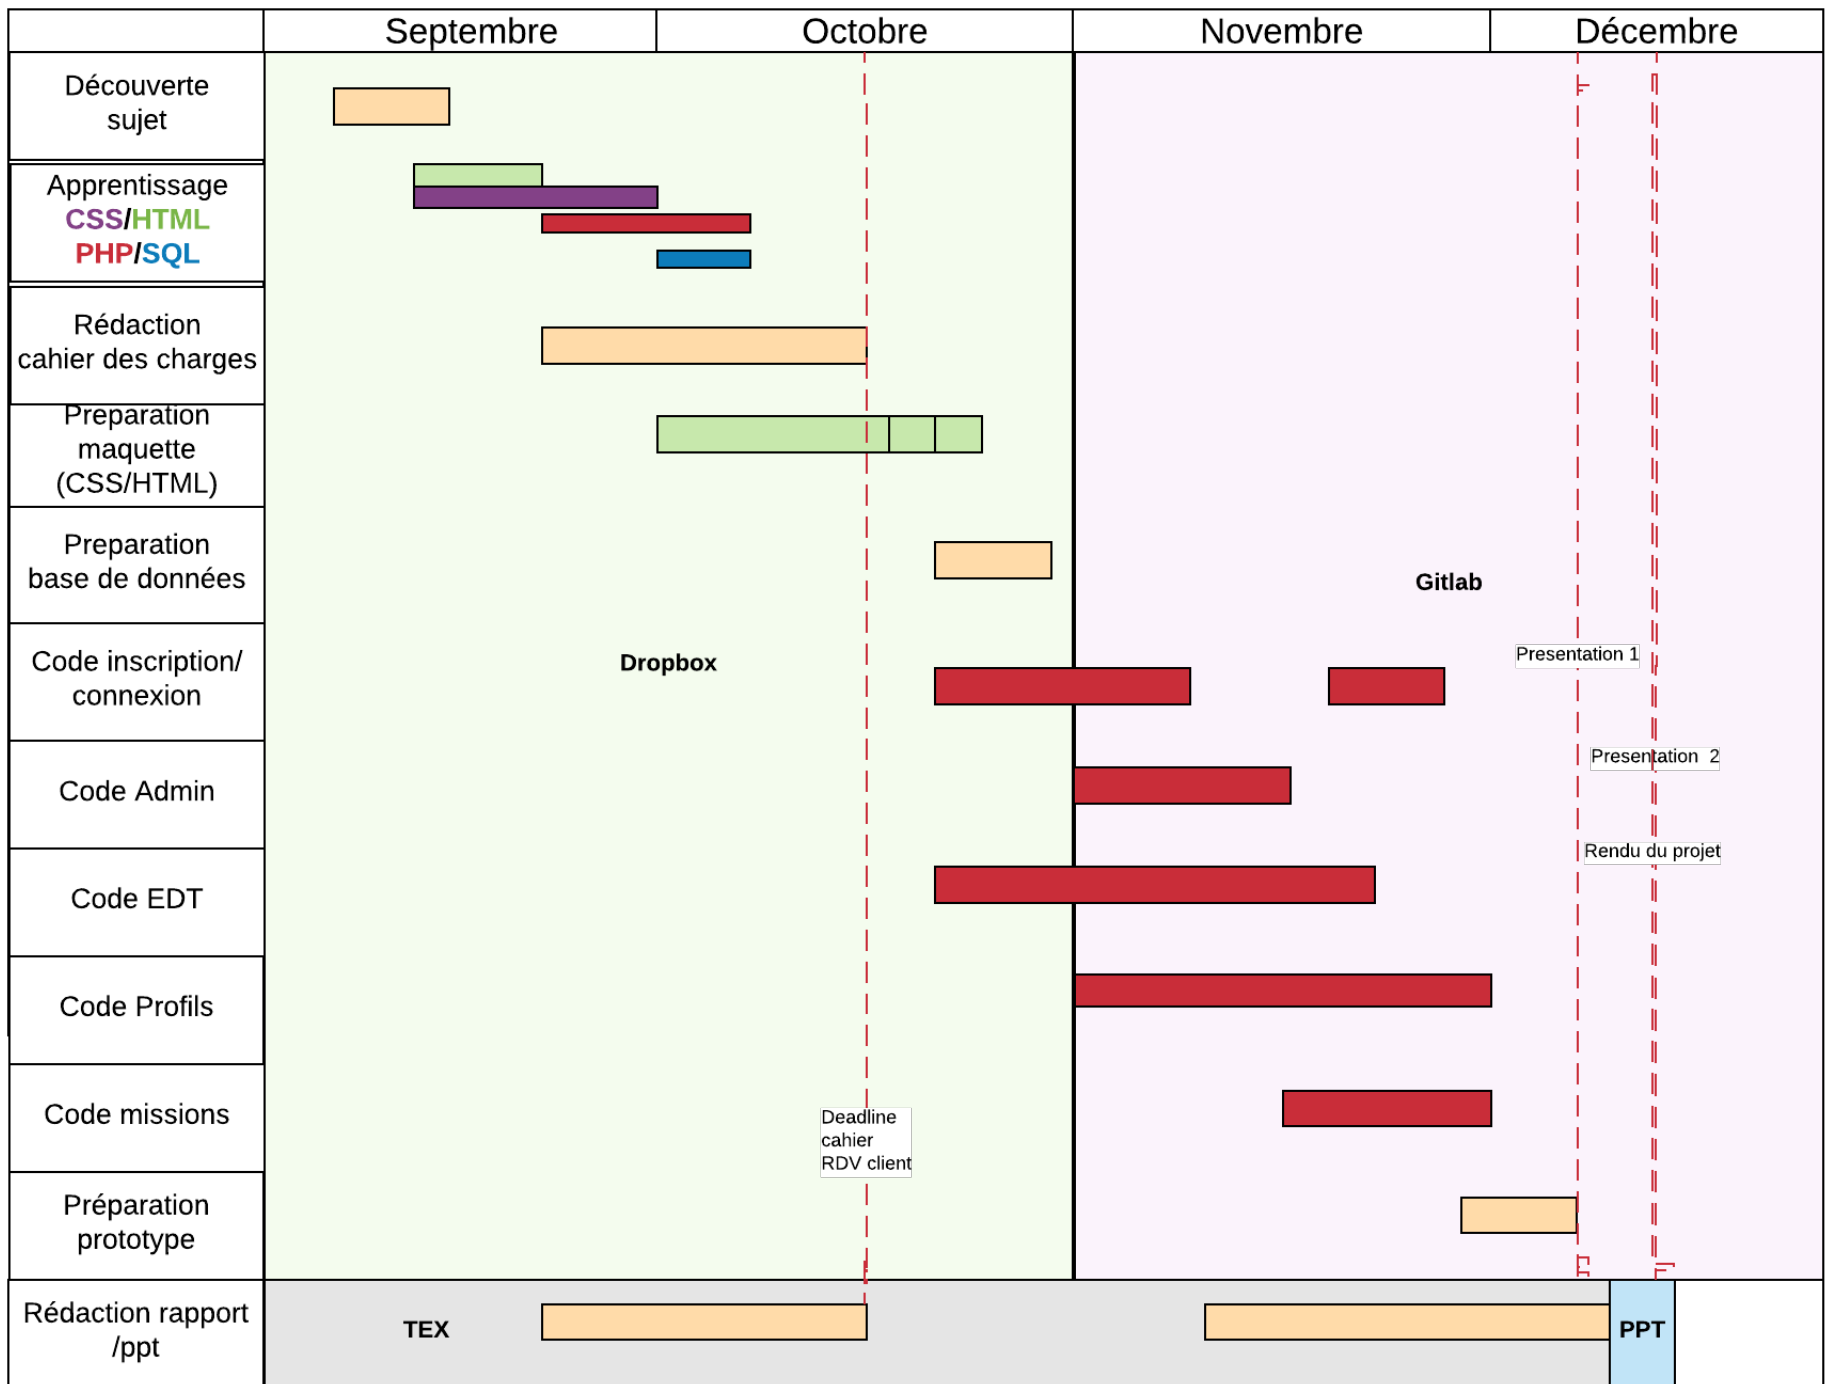 Septembre
Octobre
Novembre
Décembre
Découverte
sujet
Apprentissage
CSS/HTML
PHP/SQL
Rédaction
cahier des charges
Preparation
maquette
(CSS/HTML)
Preparation
base de données
Gitlab
Code inscription/
connexion
Dropbox
Presentation 1
Code Admin
Presentation  2
Code EDT
Rendu du projet
Code Profils
Code missions
Deadline
cahier
RDV client
Préparation
prototype
Rédaction rapport
/ppt
TEX
PPT